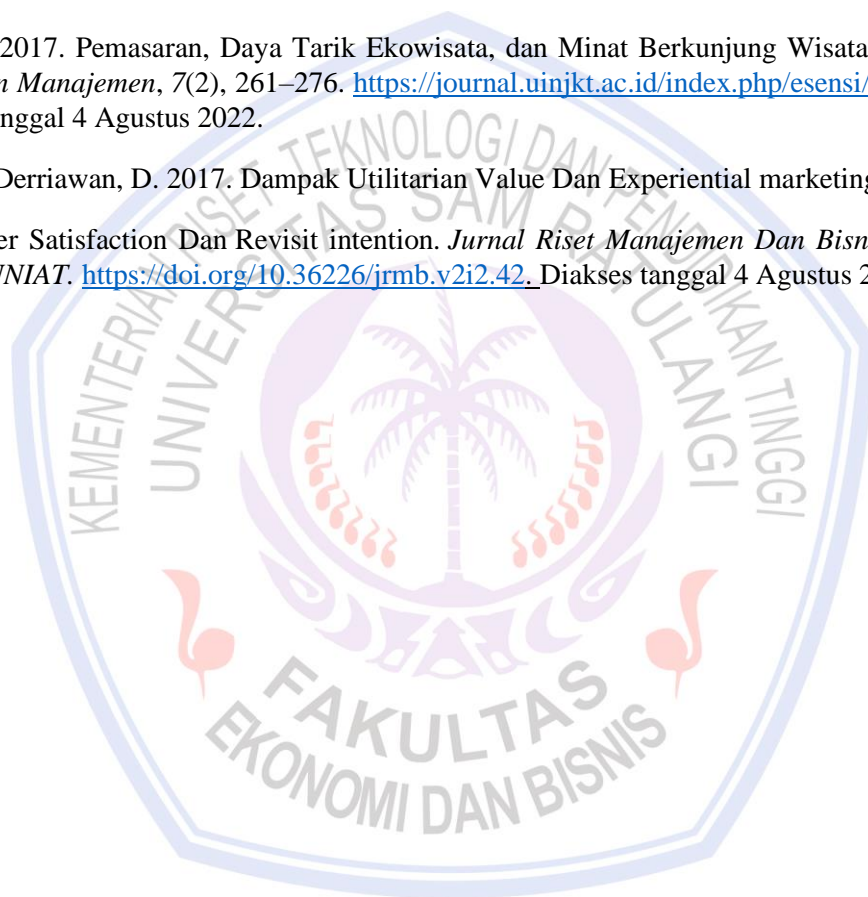 2017. Pemasaran, Daya Tarik Ekowisata, dan Minat Berkunjung Wisata
n Manajemen, 7(2), 261–276. https://journal.uinjkt.ac.id/index.php/esensi/
nggal 4 Agustus 2022.
Derriawan, D. 2017. Dampak Utilitarian Value Dan Experiential marketing
er Satisfaction Dan Revisit intention. Jurnal Riset Manajemen Dan Bisn
UNIAT. https://doi.org/10.36226/jrmb.v2i2.42. Diakses tanggal 4 Agustus 2
KEMENTERIAN RISET TEKNOLOGI DAN PENDIDIKAN TINGGI
UNIVERSITAS SAM RATULANGI
FAKULTAS
EKONOMI DAN BISNIS